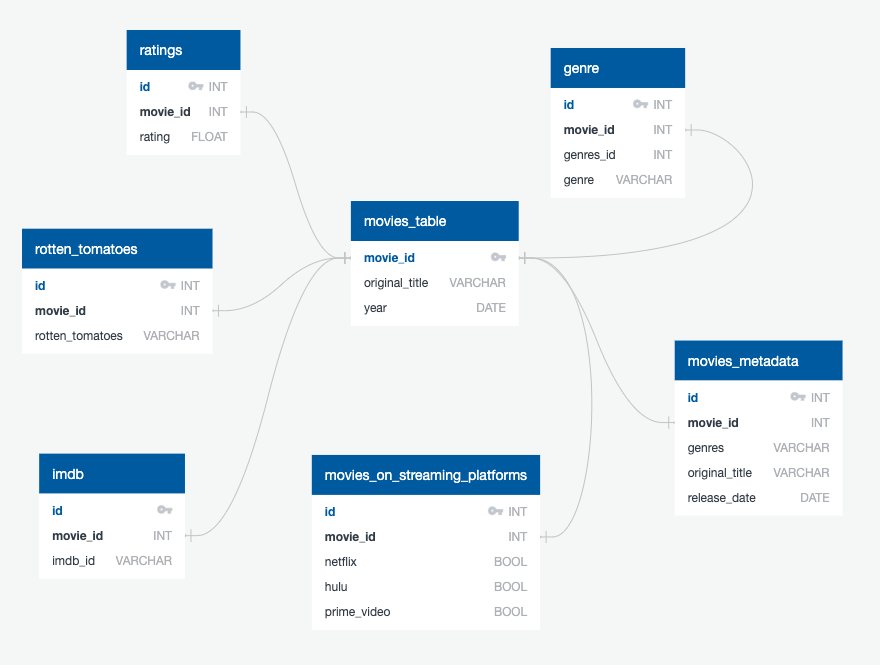 ratings
id INT
movie_id INT
rating FLOAT
genre
id INT
movie_id INT
genres_id INT
genre VARCHAR
movies_table
movie_id
original_title VARCHAR
year DATE
rotten_tomatoes
id INT
movie_id INT
rotten_tomatoes VARCHAR
movies_metadata
id INT
movie_id INT
genres VARCHAR
original_title VARCHAR
release_date DATE
imdb
id
movie_id INT
imdb_id VARCHAR
movies_on_streaming_platforms
id INT
movie_id INT
netflix BOOL
hulu BOOL
prime_video BOOL